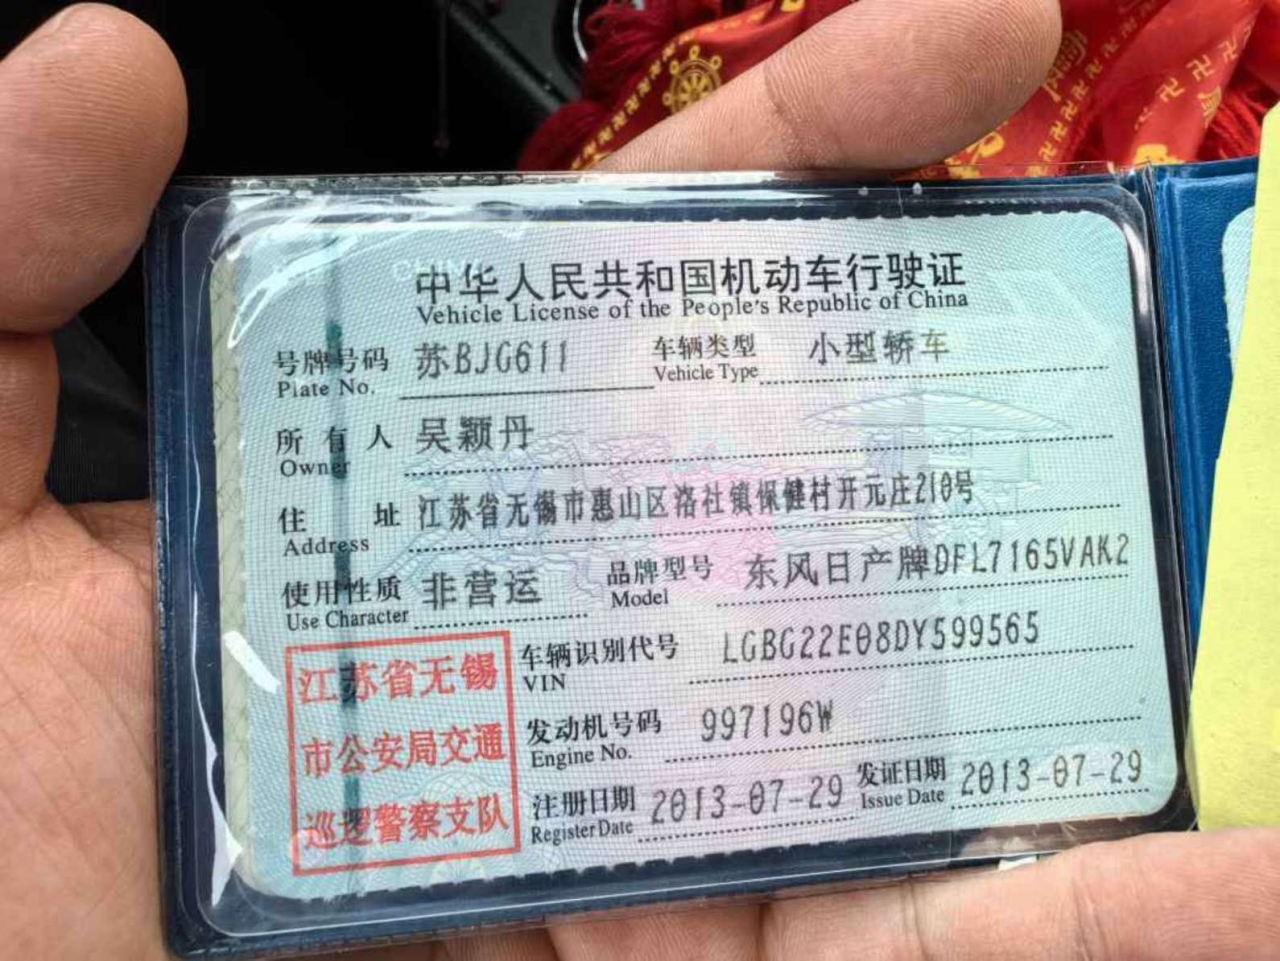 中华人民共和国机动车行驶证
Vehicle License of the People's Republic of China
号牌号码 苏BJG611 车辆类型 小型轿车
Plate No. Vehicle Type
所有人 吴颖丹
Owner
住址 江苏省无锡市惠山区洛社镇保健村开元庄210号
Address
使用性质 非营运 品牌型号 东风日产牌DFL7165VAK2
Use Character Model
车辆识别代号 LGBG22E08DY599565
VIN
发动机号码 997196W
Engine No.
注册日期 2013-07-29 发证日期 2013-07-29
Register Date Issue Date
江苏省无锡
市公安局交通
巡逻警察支队